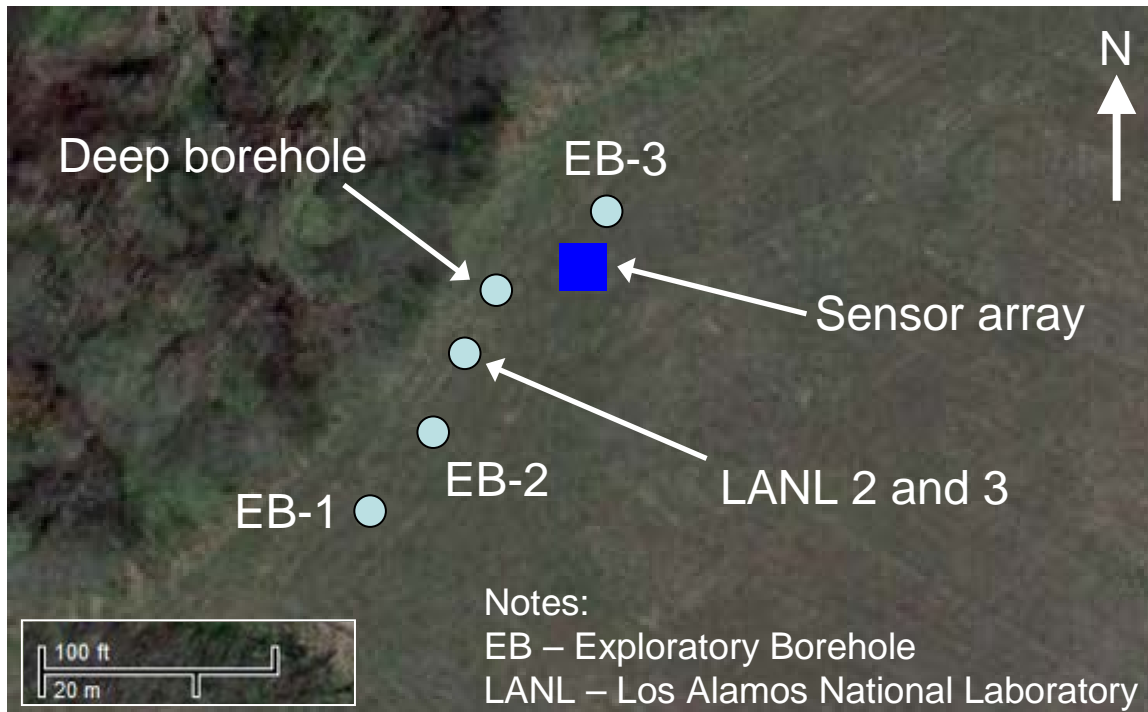 N
Deep borehole
EB-3
Sensor array
LANL 2 and 3
EB-2
EB-1
Notes:
EB – Exploratory Borehole
LANL – Los Alamos National Laboratory
100 ft
20 m